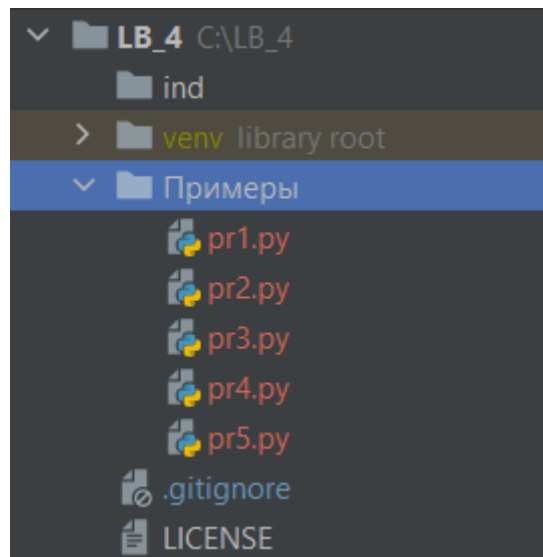 LB_4 C:\LB_4
ind
venv library root
Примеры
pr1.py
pr2.py
pr3.py
pr4.py
pr5.py
.gitignore
LICENSE